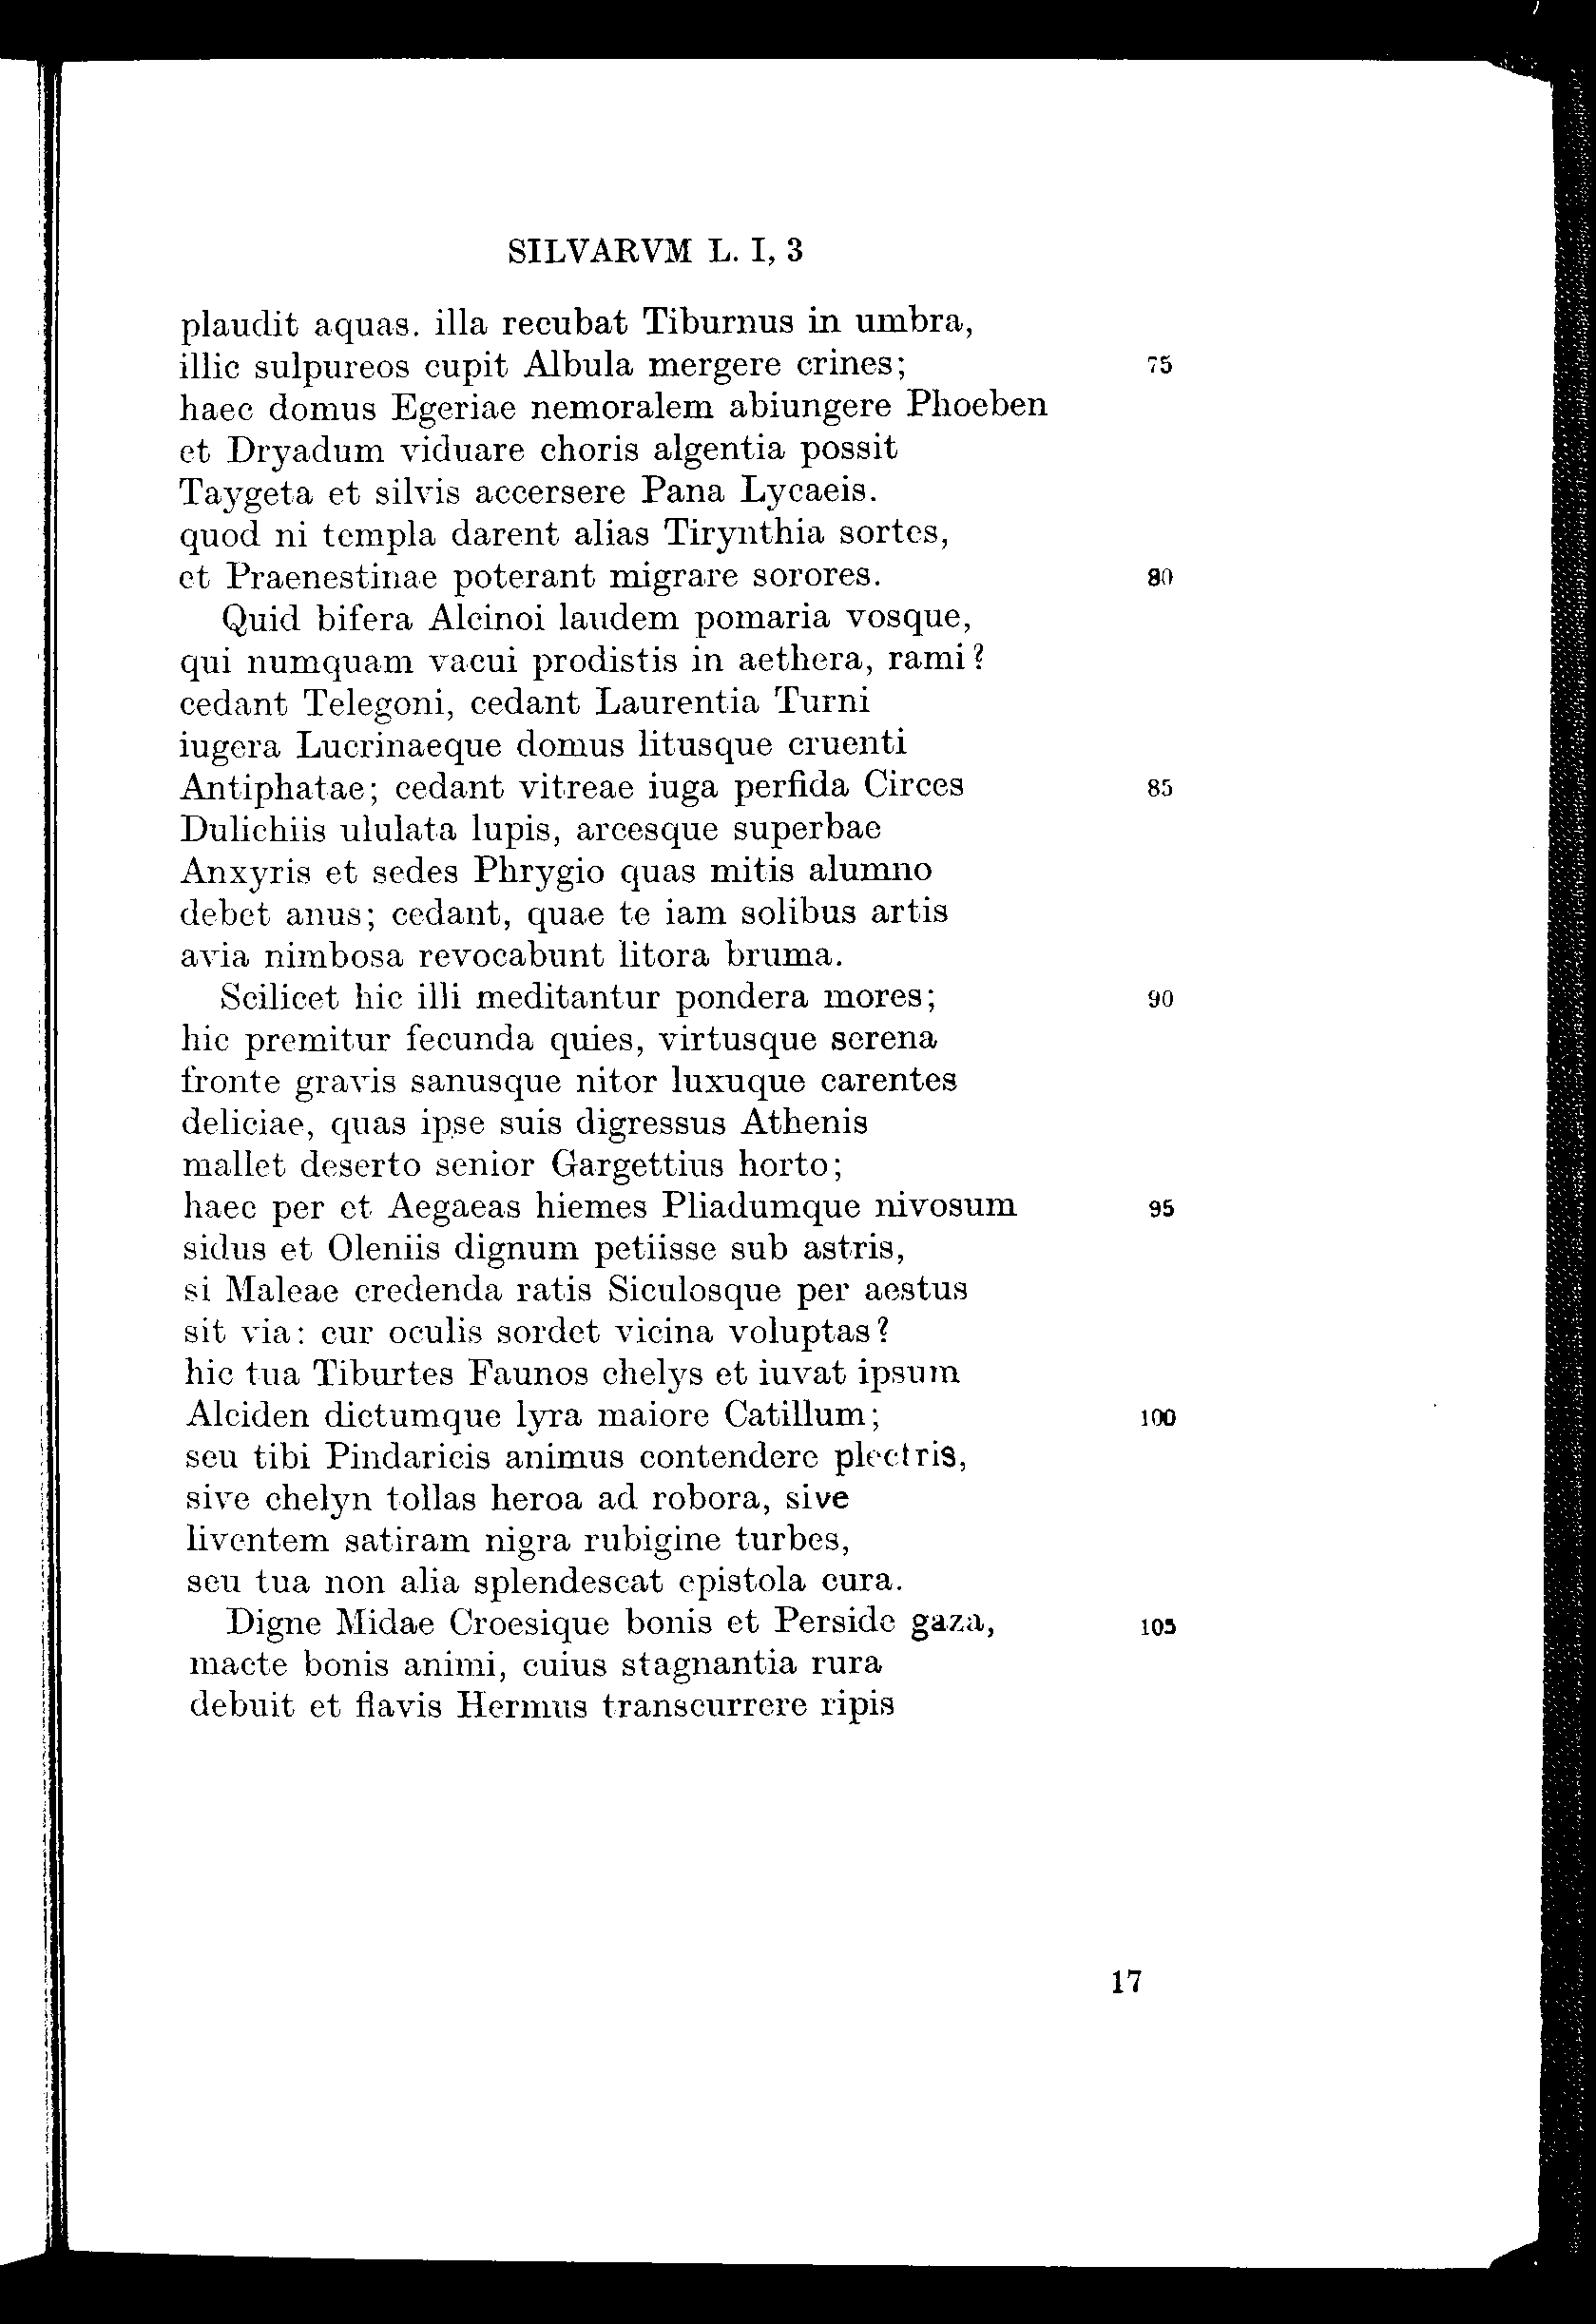 SILVARVM L. I, 3
plaudit aquas. illa recubat Tiburnus in umbra,
illic sulpureos cupit Albula mergere crines; 75
haec domus Egeriae nemoralem abiungere Phoeben
et Dryadum viduare choris algentia possit
Taygeta et silvis accersere Pana Lycaeis.
quod ni templa darent alias Tirynthia sortes,
et Praenestinae poterant migrare sorores. 80
Quid bifera Alcinoi laudem pomaria vosque,
qui numquam vacui prodistis in aethera, rami?
cedant Telegoni, cedant Laurentia Turni
iugera Lucrinaeque domus litusque cruenti
Antiphatae; cedant vitreae iuga perfida Circes 85
Dulichiis ululata lupis, arcesque superbae
Anxyris et sedes Phrygio quas mitis alumno
debet anus; cedant, quae te iam solibus artis
avia nimbosa revocabunt litora bruma.
Scilicet hic illi meditantur pondera mores; 90
hic premitur fecunda quies, virtusque serena
fronte gravis sanusque nitor luxuque carentes
deliciae, quas ipse suis digressus Athenis
mallet deserto senior Gargettius horto;
haec per et Aegaeas hiemes Pliadumque nivosum 95
sidus et Oleniis dignum petiisse sub astris,
si Maleae credenda ratis Siculosque per aestus
sit via: cur oculis sordet vicina voluptas?
hic tua Tiburtes Faunos chelys et iuvat ipsum
Alciden dictumque lyra maiore Catillum; 100
seu tibi Pindaricis animus contendere plectris,
sive chelyn tollas heroa ad robora, sive
liventem satiram nigra rubigine turbes,
seu tua non alia splendescat epistola cura.
Digne Midae Croesique bonis et Perside gaza, 105
macte bonis animi, cuius stagnantia rura
debuit et flavis Hermus transcurrere ripis
17